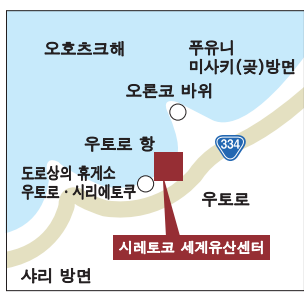 오호츠크해
푸유니
미사키(곶)방면
오론코 바위
334
우토로 항
도로상의 휴게소
우토로·시리에토쿠
우토로
시레토코 세계유산센터
샤리 방면